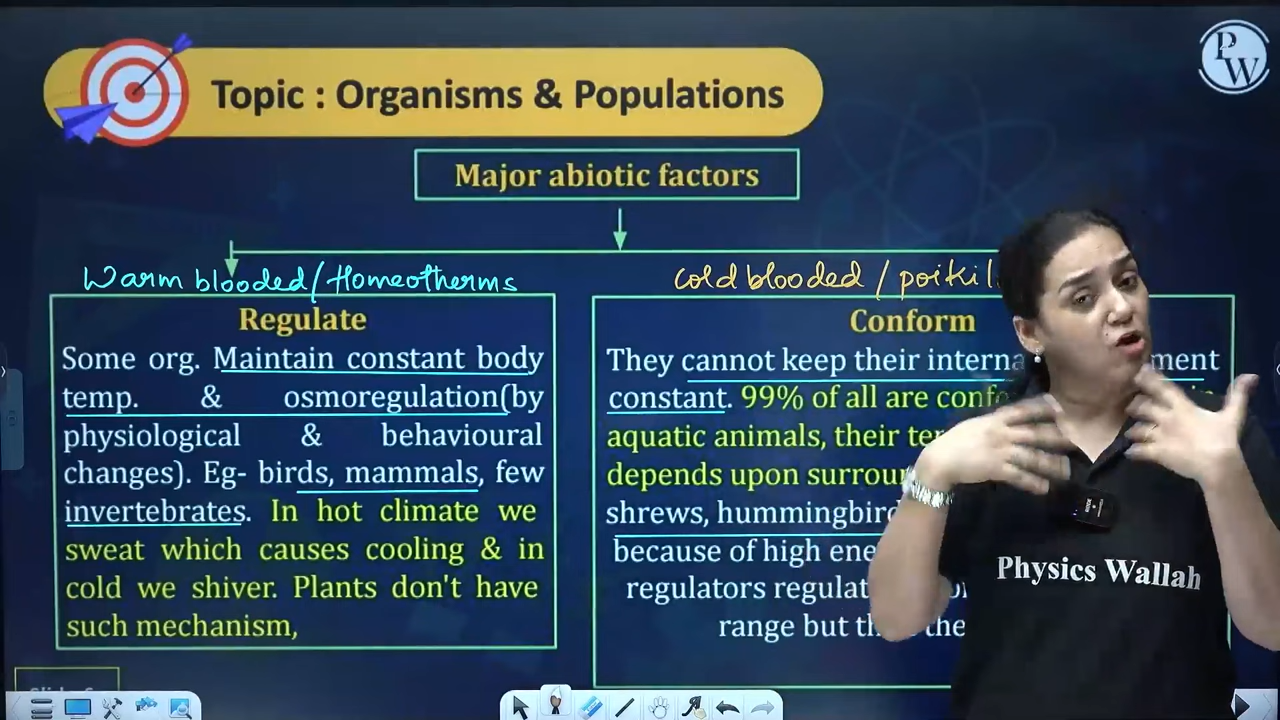 PW
Topic : Organisms & Populations
Major abiotic factors
Warm blooded/Homeotherms
cold blooded / poikil
Regulate
Some org. Maintain constant body
temp. & osmoregulation(by
physiological & behavioural
changes). Eg- birds, mammals, few
invertebrates. In hot climate we
sweat which causes cooling & in
cold we shiver. Plants don't have
such mechanism,
Conform
They cannot keep their interna ment
constant. 99% of all are confo
aquatic animals, their te
depends upon surrou
shrews, hummingbir
because of high ene
regulators regulat
range but the
Physics Wallah